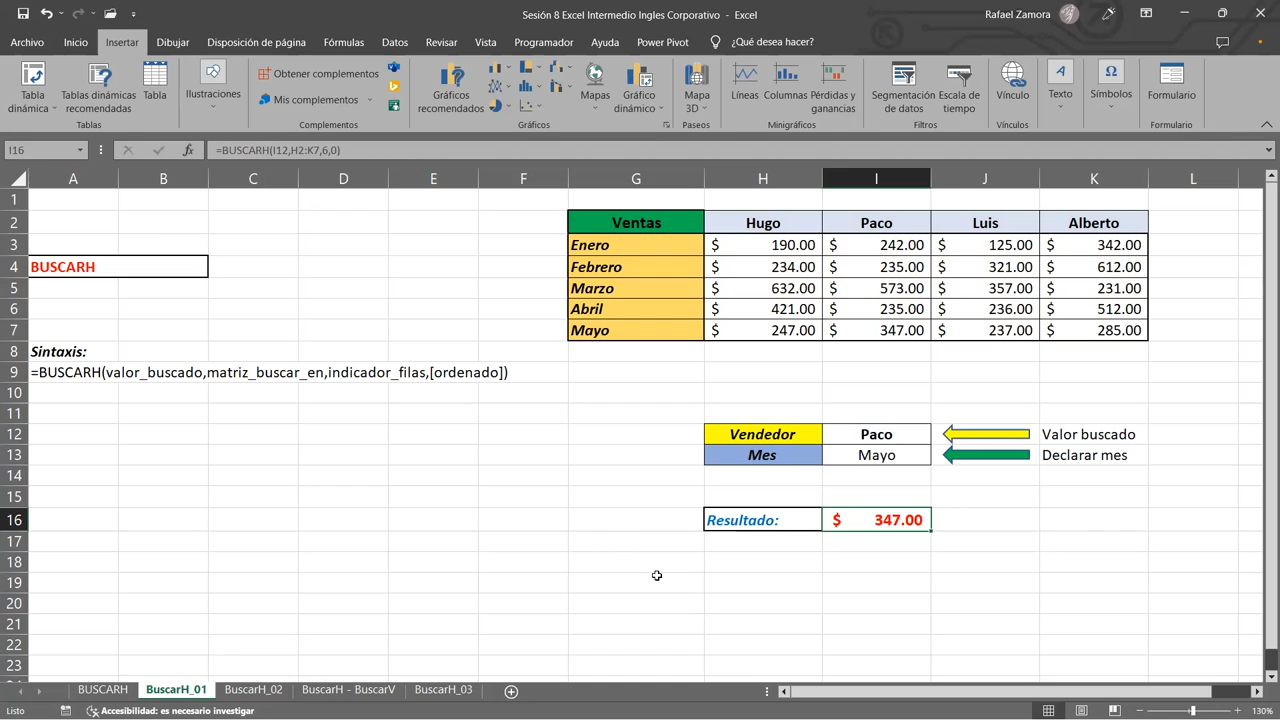 Sesión 8 Excel Intermedio Ingles Corporativo - Excel
Rafael Zamora
Archivo Inicio Insertar Dibujar Disposición de página Fórmulas Datos Revisar Vista Programador Ayuda Power Pivot ¿Qué desea hacer?
Tabla dinámica
Tablas dinámicas recomendadas
Tabla
Ilustraciones
Obtener complementos
Mis complementos
Gráficos recomendados
Mapas
Gráfico dinámico
Mapa 3D
Líneas
Columnas
Pérdidas y ganancias
Segmentación de datos
Escala de tiempo
Vínculo
Texto
Símbolos
Formulario
Tablas Complementos Gráficos Paseos Minigráficos Filtros Vínculos Formulario
I16 fx =BUSCARH(I12,H2:K7,6,0)
A B C D E F G H I J K L
1
2 Ventas Hugo Paco Luis Alberto
3 Enero $ 190.00 $ 242.00 $ 125.00 $ 342.00
4 BUSCARH Febrero $ 234.00 $ 235.00 $ 321.00 $ 612.00
5 Marzo $ 632.00 $ 573.00 $ 357.00 $ 231.00
6 Abril $ 421.00 $ 235.00 $ 236.00 $ 512.00
7 Mayo $ 247.00 $ 347.00 $ 237.00 $ 285.00
8 Sintaxis:
9 =BUSCARH(valor_buscado,matriz_buscar_en,indicador_filas,[ordenado])
10
11
12 Vendedor Paco Valor buscado
13 Mes Mayo Declarar mes
14
15
16 Resultado: $ 347.00
17
18
19
20
21
22
23
BUSCARH BuscarH_01 BuscarH_02 BuscarH - BuscarV BuscarH_03
Listo Accesibilidad: es necesario investigar 130%